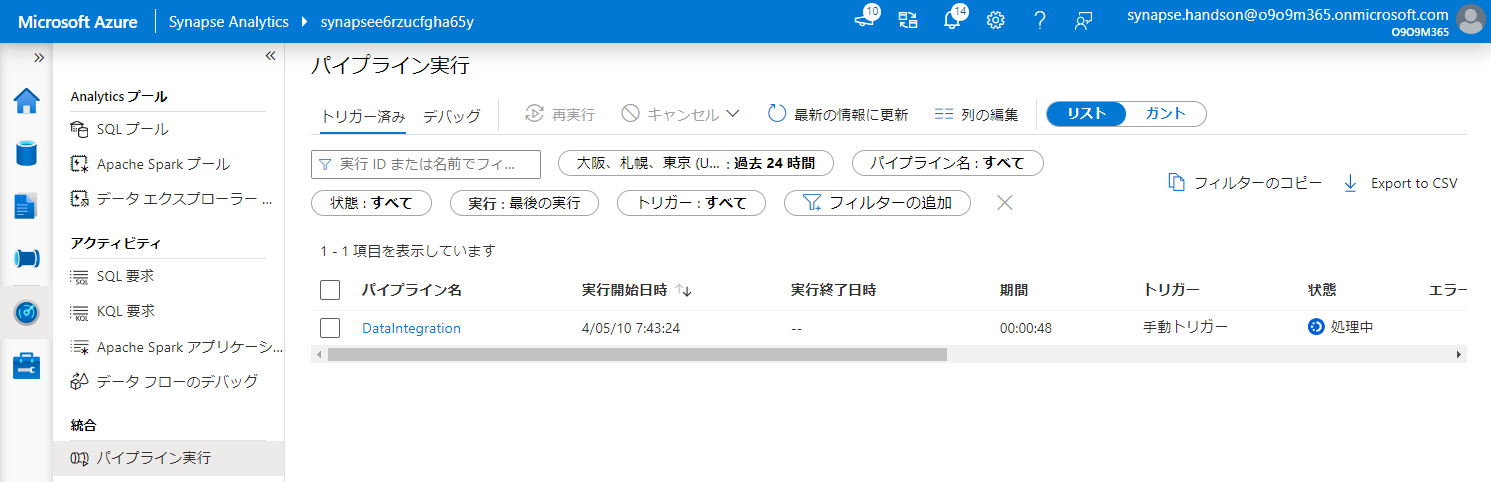 Microsoft Azure Synapse Analytics synapsee6rzucfgha65y 10 14 synapse.handson@o9o9m365.onmicrosoft.com
O9O9M365
Analytics プール
SQL プール
Apache Spark プール
データ エクスプローラー ...
アクティビティ
SQL 要求
KQL 要求
Apache Spark アプリケーシ...
データ フローのデバッグ
統合
パイプライン実行
パイプライン実行
トリガー済み デバッグ 再実行 キャンセル 最新の情報に更新 列の編集 リスト ガント
実行 ID または名前でフィ... 大阪、札幌、東京 (U... : 過去 24 時間 パイプライン名 : すべて
フィルターのコピー Export to CSV
状態 : すべて 実行 : 最後の実行 トリガー : すべて フィルターの追加
1 - 1 項目を表示しています
パイプライン名 実行開始日時 実行終了日時 期間 トリガー 状態 エラー
DataIntegration 4/05/10 7:43:24 -- 00:00:48 手動トリガー 処理中